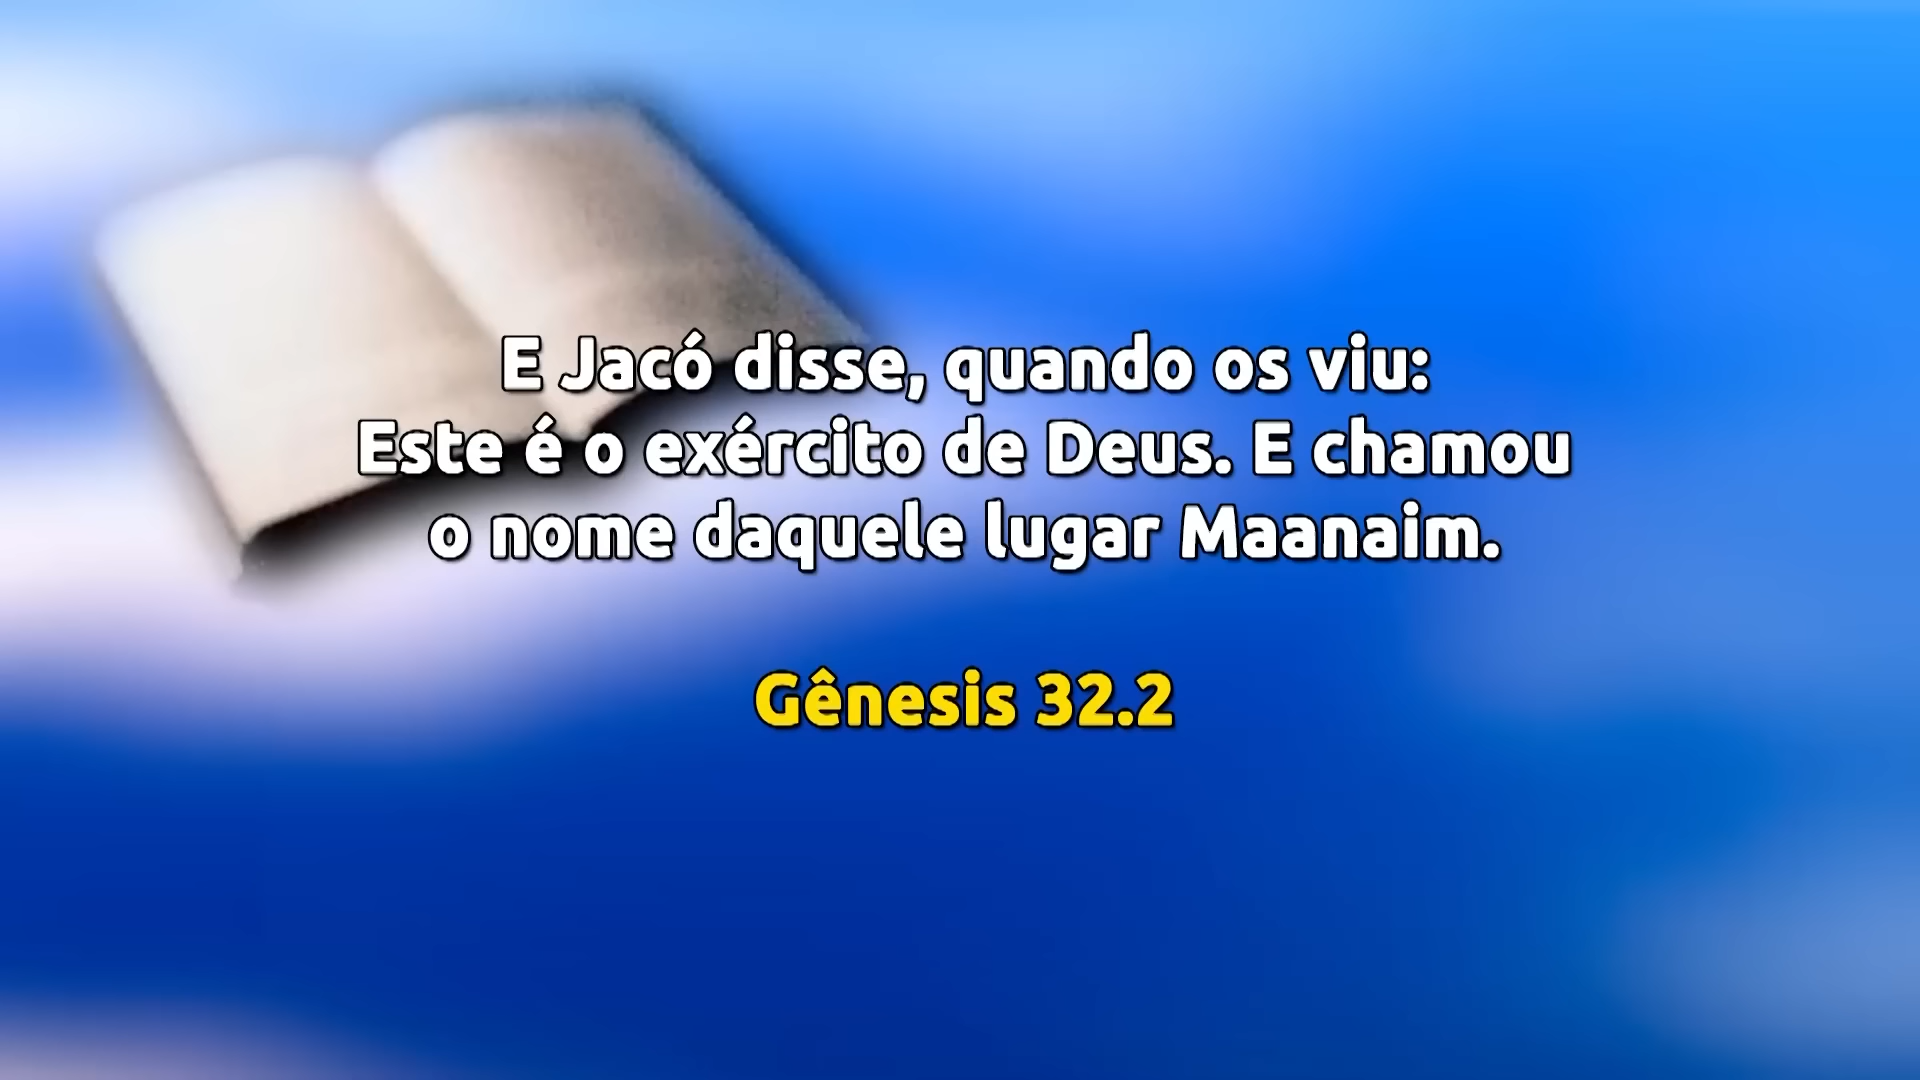 E Jacó disse, quando os viu:
Este é o exército de Deus. E chamou
o nome daquele lugar Maanaim.
Gênesis 32.2